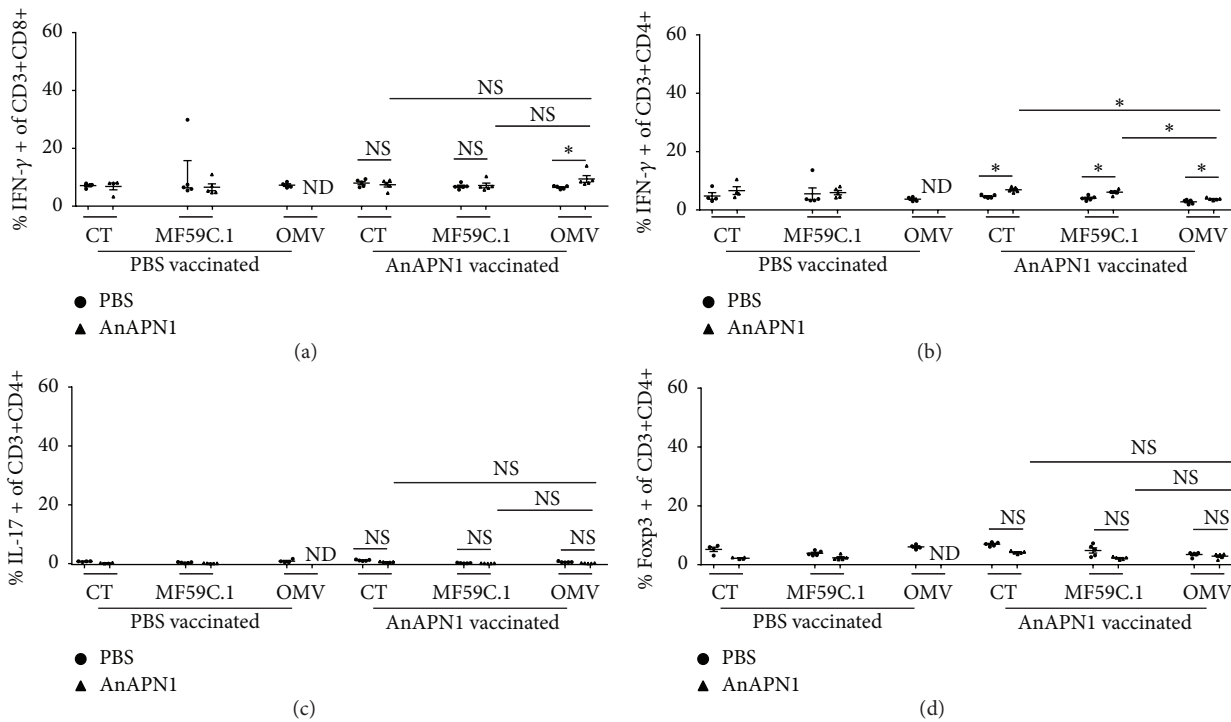 % IFN-γ + of CD3+CD8+
60
40
20
0
NS
NS
NS
NS
*
ND
CT
MF59C.1
OMV
CT
MF59C.1
OMV
PBS vaccinated
AnAPN1 vaccinated
PBS
AnAPN1
(a)
% IFN-γ + of CD3+CD4+
60
40
20
0
*
*
*
*
*
ND
CT
MF59C.1
OMV
CT
MF59C.1
OMV
PBS vaccinated
AnAPN1 vaccinated
PBS
AnAPN1
(b)
% IL-17 + of CD3+CD4+
60
40
20
0
NS
NS
NS
NS
NS
ND
CT
MF59C.1
OMV
CT
MF59C.1
OMV
PBS vaccinated
AnAPN1 vaccinated
PBS
AnAPN1
(c)
% Foxp3 + of CD3+CD4+
60
40
20
0
NS
NS
NS
NS
NS
ND
CT
MF59C.1
OMV
CT
MF59C.1
OMV
PBS vaccinated
AnAPN1 vaccinated
PBS
AnAPN1
(d)